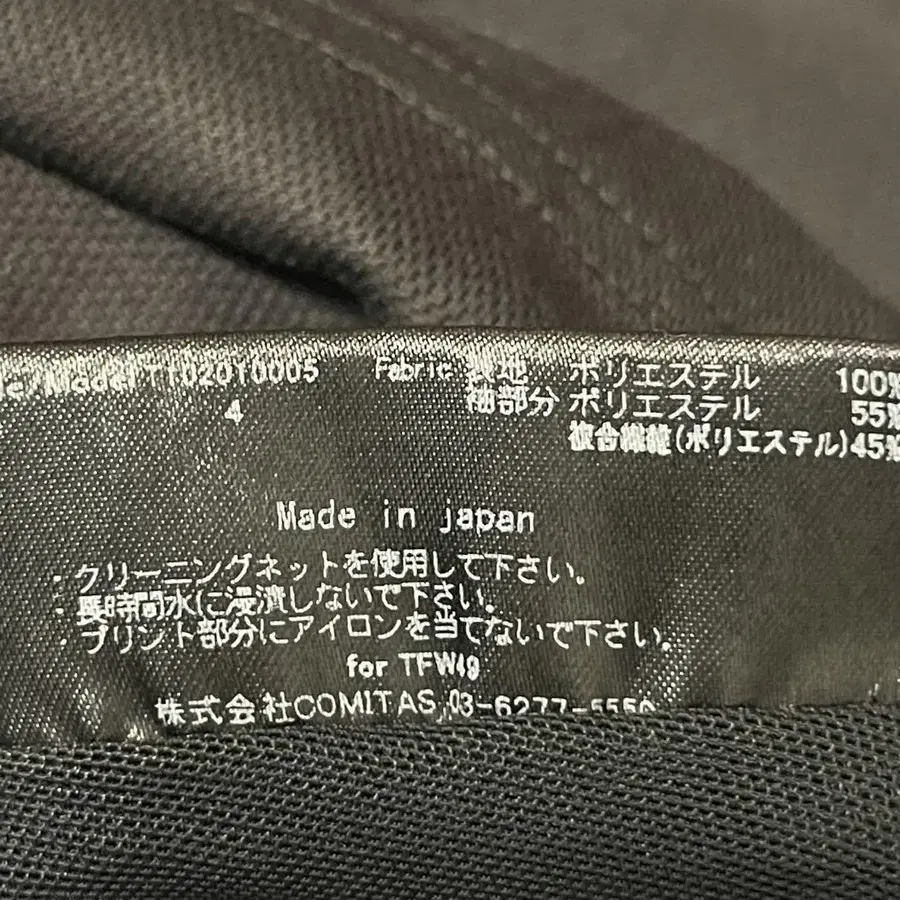 T102010005 Fabric 表地 ポリエステル 100%
4 袖部分 ポリエステル 55%
複合繊維(ポリエステル)45%
Made in japan
・クリーニングネットを使用して下さい。
・長時間水に浸漬しないで下さい。
・プリント部分にアイロンを当てないで下さい。
for TFW49
株式会社COMITAS 03-6277-5550